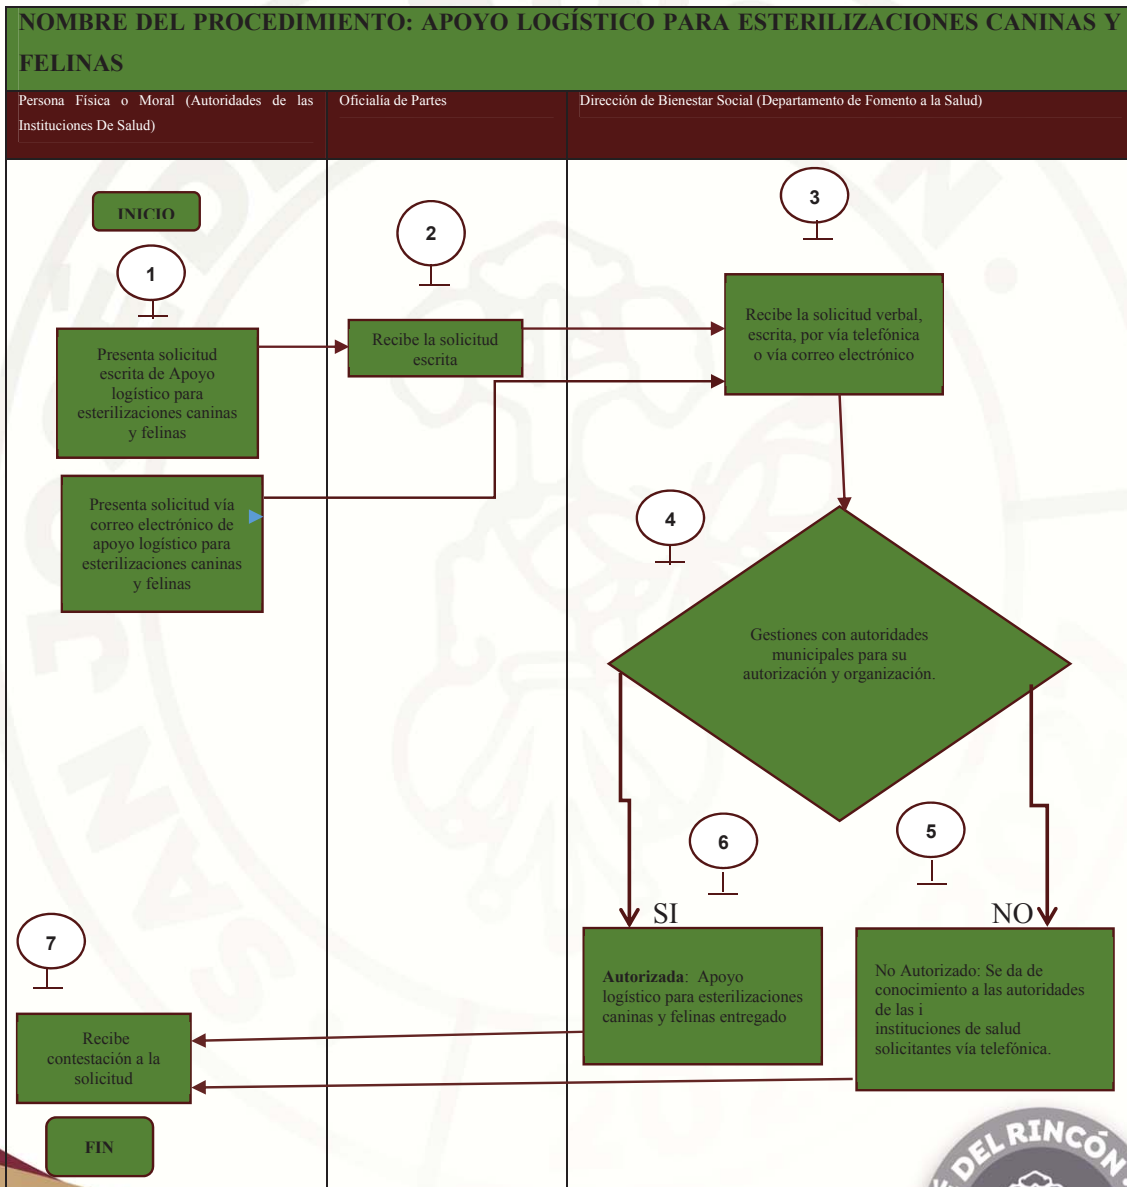 NOMBRE DEL PROCEDIMIENTO: APOYO LOGÍSTICO PARA ESTERILIZACIONES CANINAS Y
FELINAS
Persona Física o Moral (Autoridades de las
Instituciones De Salud)
Oficialía de Partes
Dirección de Bienestar Social (Departamento de Fomento a la Salud)
INICIO
1
2
3
Presenta solicitud
escrita de Apoyo
logístico para
esterilizaciones caninas
y felinas
Recibe la solicitud
escrita
Recibe la solicitud verbal,
escrita, por vía telefónica
o vía correo electrónico
Presenta solicitud vía
correo electrónico de
apoyo logístico para
esterilizaciones caninas
y felinas
4
Gestiones con autoridades
municipales para su
autorización y organización.
6
5
SI
NO
7
Autorizada: Apoyo
logístico para esterilizaciones
caninas y felinas entregado
No Autorizado: Se da de
conocimiento a las autoridades
de las i
instituciones de salud
solicitantes vía telefónica.
Recibe
contestación a la
solicitud
FIN
DEL RINCÓN
SAN JOSÉ DEL RINCÓN